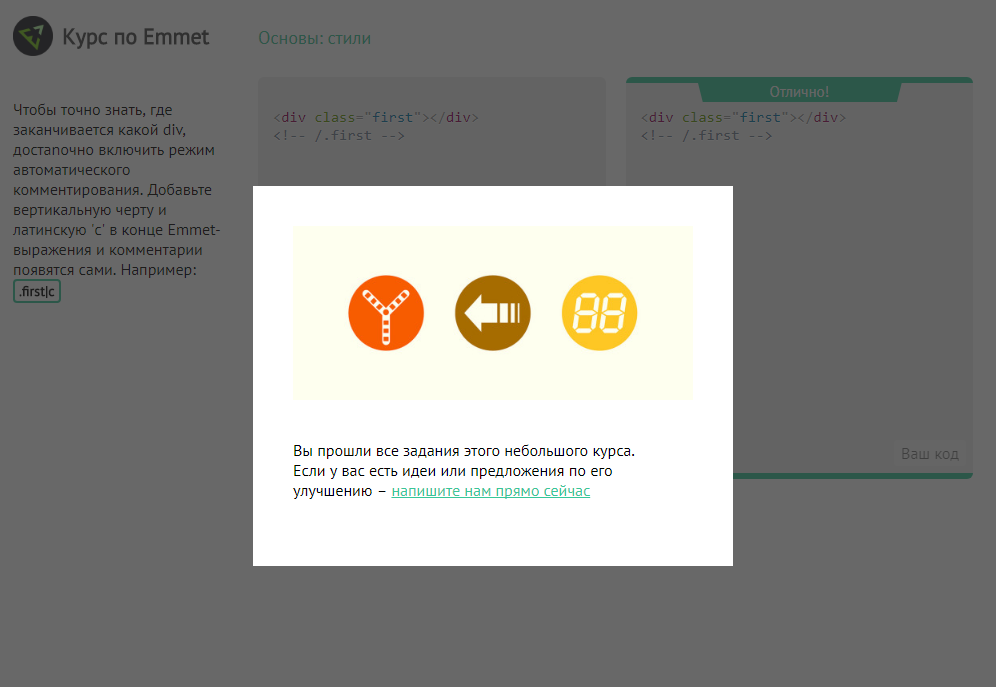 Курс по Emmet
Основы: стили
Чтобы точно знать, где
заканчивается какой div,
достаnочно включить режим
автоматического
комментирования. Добавьте
вертикальную черту и
латинскую 'c' в конце Emmet-
выражения и комментарии
появятся сами. Например:
.first|c
<div class="first"></div>
<!-- /.first -->
Отлично!
<div class="first"></div>
<!-- /.first -->
Ваш код
88
Вы прошли все задания этого небольшого курса.
Если у вас есть идеи или предложения по его
улучшению – напишите нам прямо сейчас